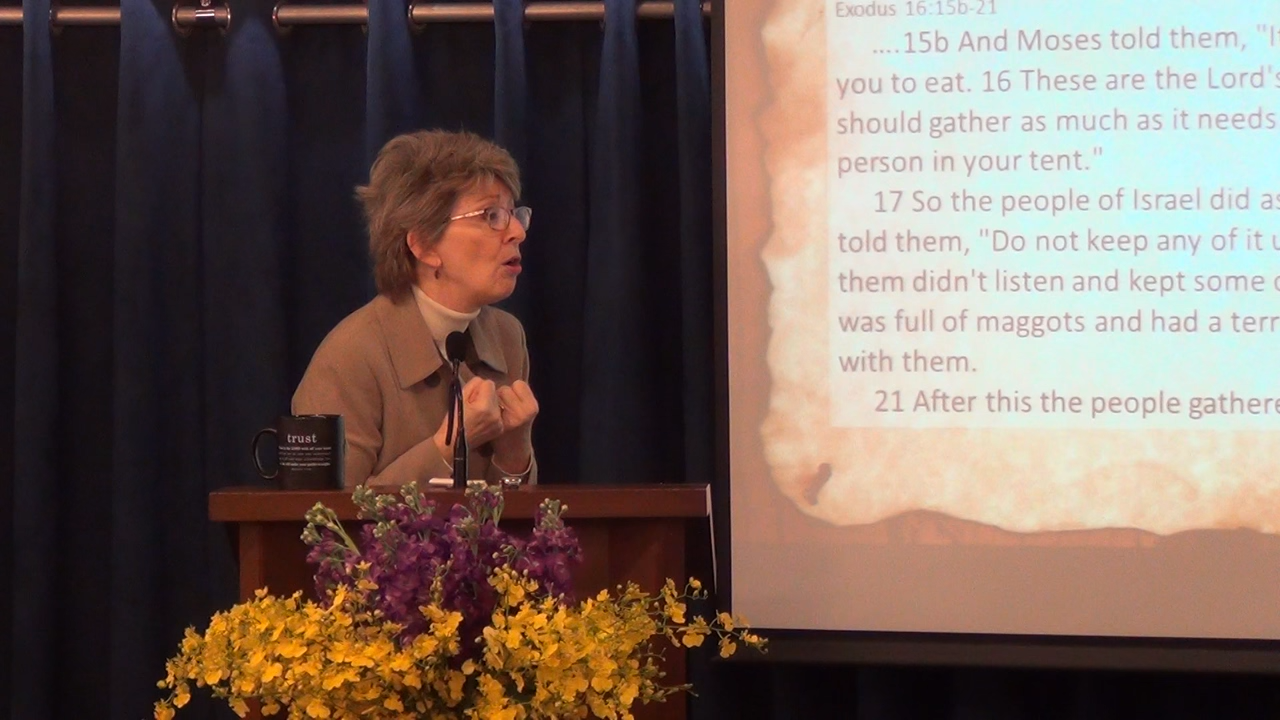 Exodus 16:15b-21
....15b And Moses told them, "It
you to eat. 16 These are the Lord's
should gather as much as it needs
person in your tent."
17 So the people of Israel did as
told them, "Do not keep any of it u
them didn't listen and kept some o
was full of maggots and had a terr
with them.
21 After this the people gathere
trust